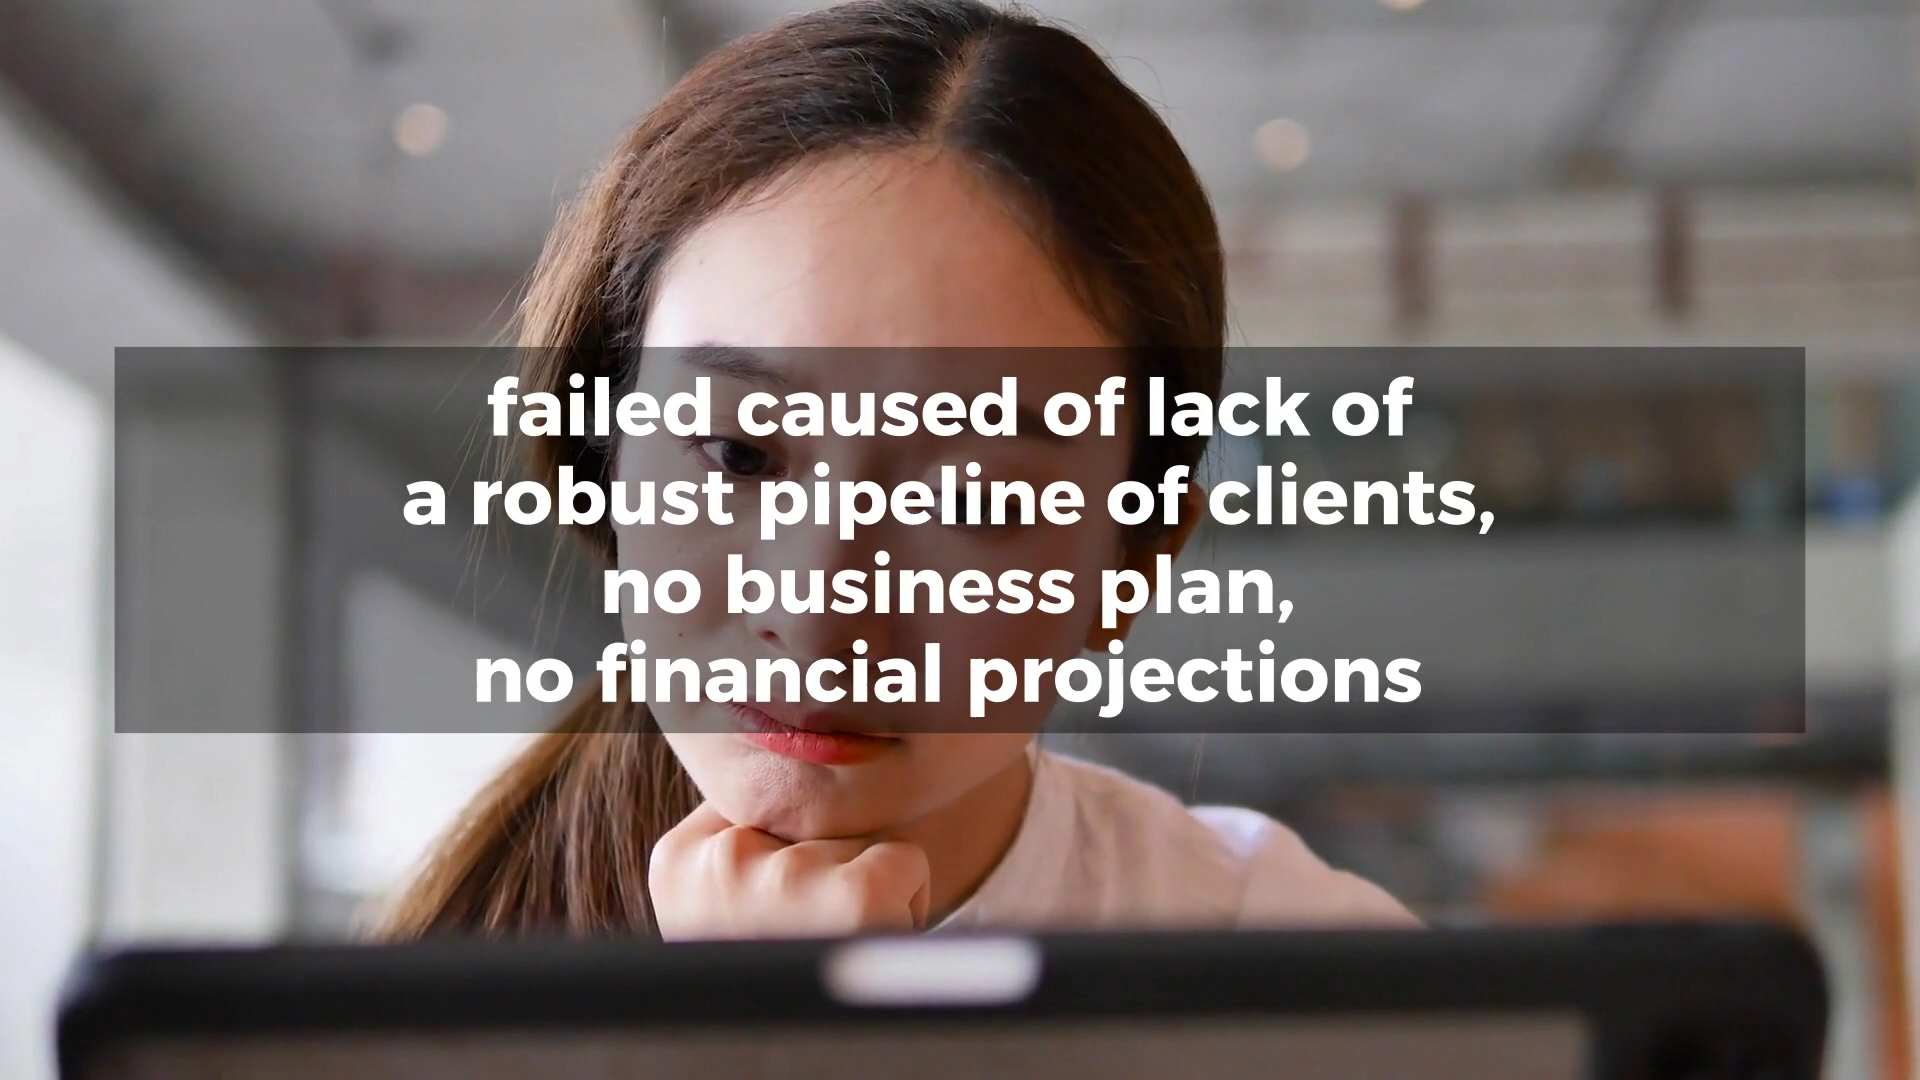 failed caused of lack of
a robust pipeline of clients,
no business plan,
no financial projections